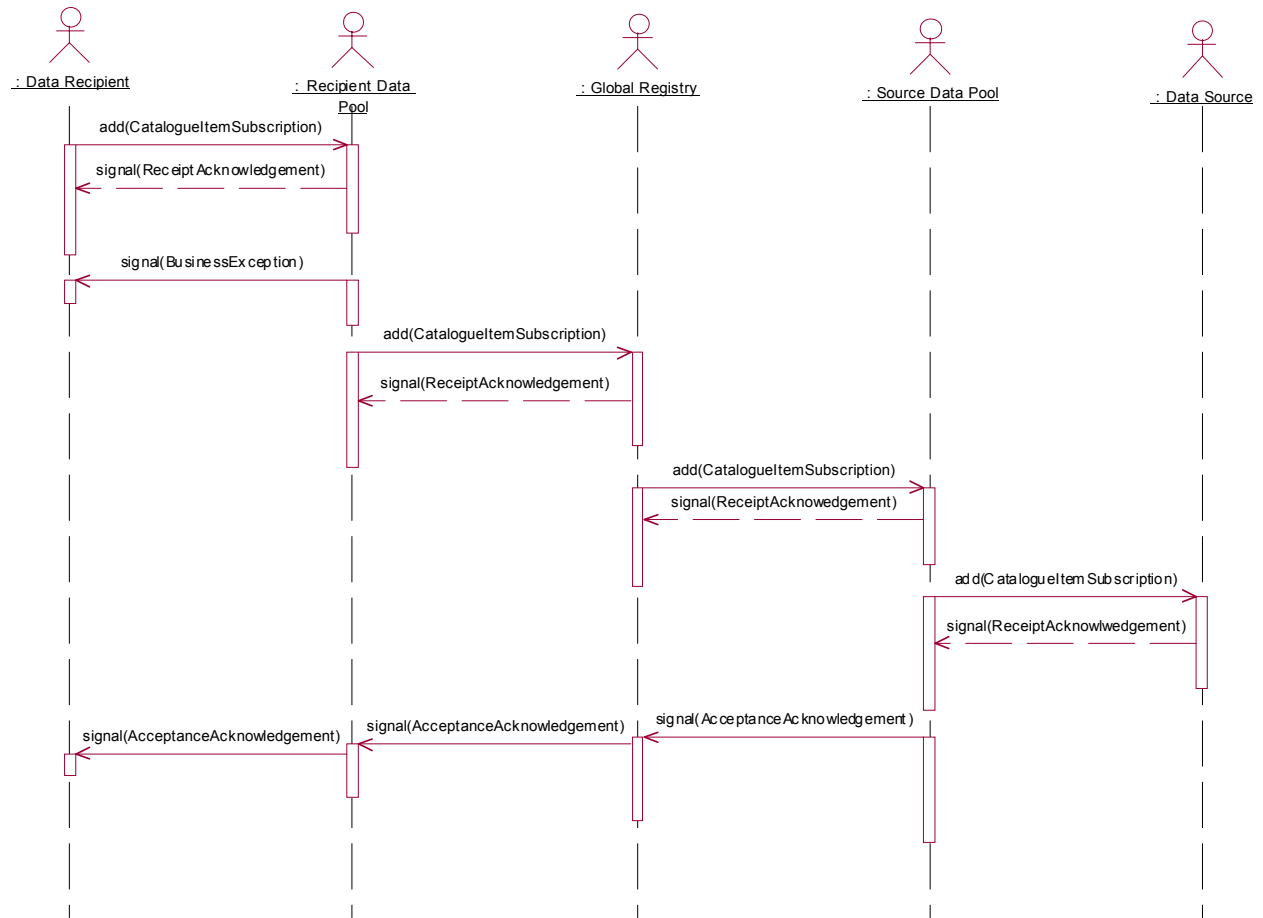 : Data Recipient
: Recipient Data
Pool
: Global Registry
: Source Data Pool
: Data Source
add(CatalogueItemSubscription)
signal(ReceiptAcknowledgement)
signal(BusinessException)
add(CatalogueItemSubscription)
signal(ReceiptAcknowledgement)
add(CatalogueItemSubscription)
signal(ReceiptAcknowedgement)
add(CatalogueItemSubscription)
signal(ReceiptAcknowlwedgement)
signal(AcceptanceAcknowledgement)
signal(AcceptanceAcknowledgement)
signal(AcceptanceAcknowledgement)